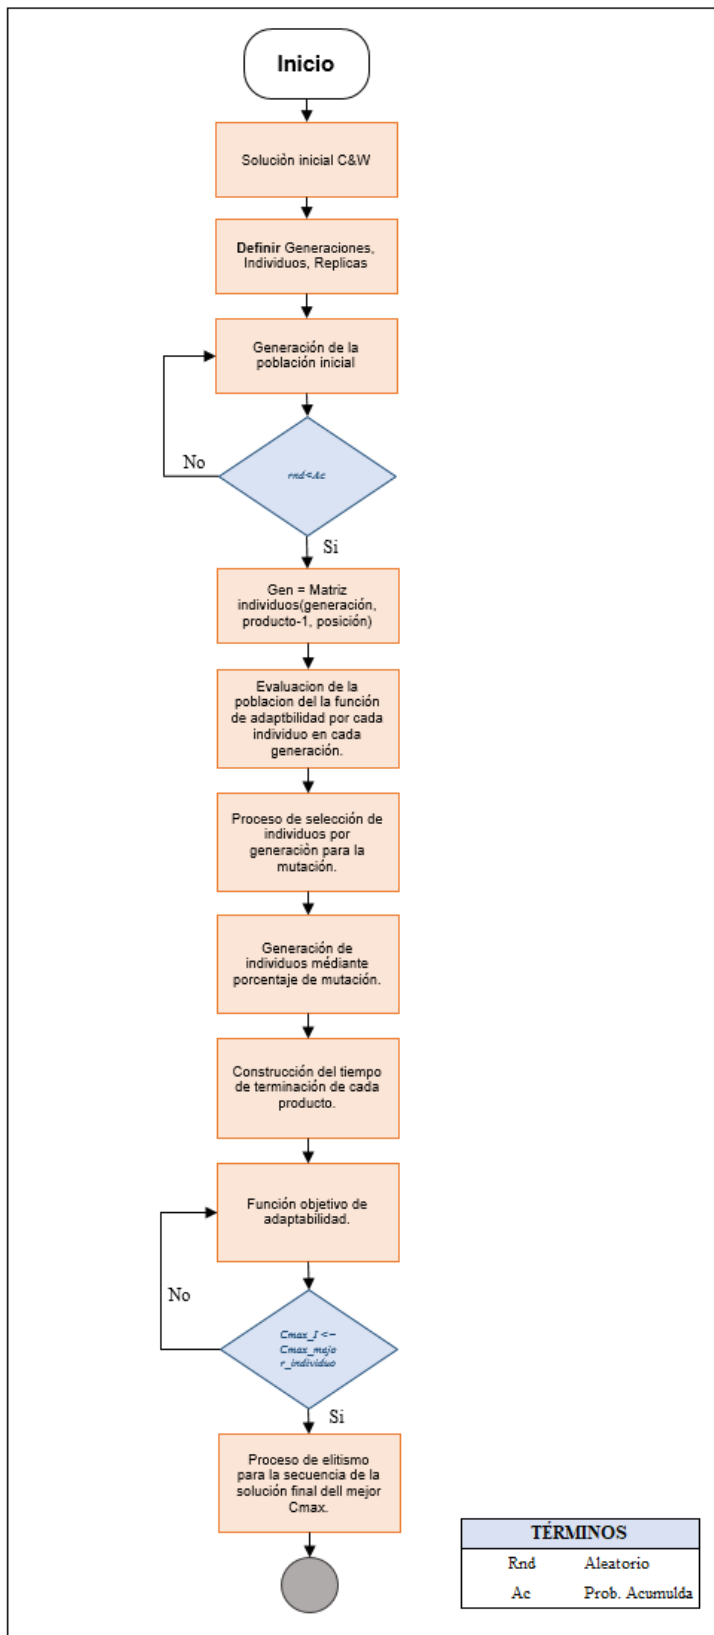 Inicio
Soluciòn inicial C&W
Definir Generaciones,
Individuos, Replicas
Generación de la
población inicial
No
rnd<Ac
Si
Gen = Matriz
individuos(generación,
producto-1, posición)
Evaluacion de la
poblacion del la función
de adaptbilidad por cada
individuo en cada
generación.
Proceso de selección de
individuos por
generaciòn para la
mutación.
Generación de
individuos médiante
porcentaje de mutación.
Construcción del tiempo
de terminación de cada
producto.
Función objetivo de
adaptabilidad.
No
Cmax_I <=
Cmax_mejo
r_individuo
Si
Proceso de elitismo
para la secuencia de la
solución final dell mejor
Cmax.
TÉRMINOS
Rnd Aleatorio
Ac Prob. Acumulda